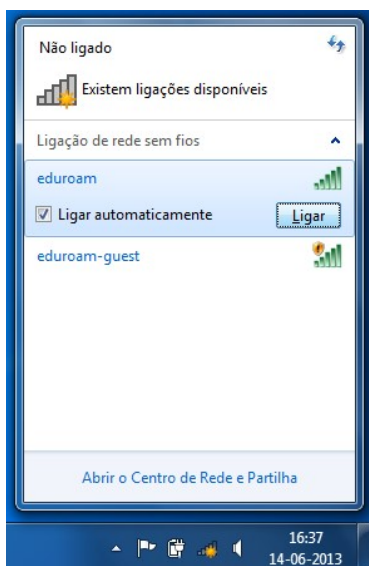 Não ligado
Existem ligações disponíveis
Ligação de rede sem fios
eduroam
Ligar automaticamente Ligar
eduroam-guest
Abrir o Centro de Rede e Partilha
16:37
14-06-2013